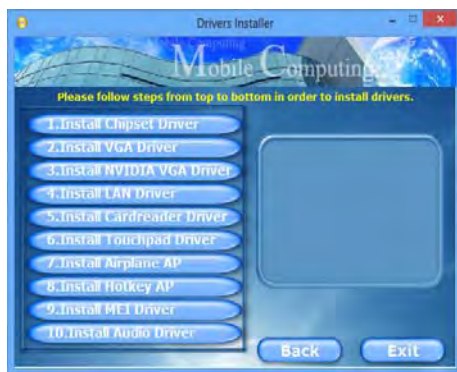 Drivers Installer
Mobile Computing
Mobile Computing
Please follow steps from top to bottom in order to install drivers.
1.Install Chipset Driver
2.Install VGA Driver
3.Install NVIDIA VGA Driver
4.Install LAN Driver
5.Install Cardreader Driver
6.Install Touchpad Driver
7.Install Airplane AP
8.Install Hotkey AP
9.Install MEI Driver
10.Install Audio Driver
Back
Exit